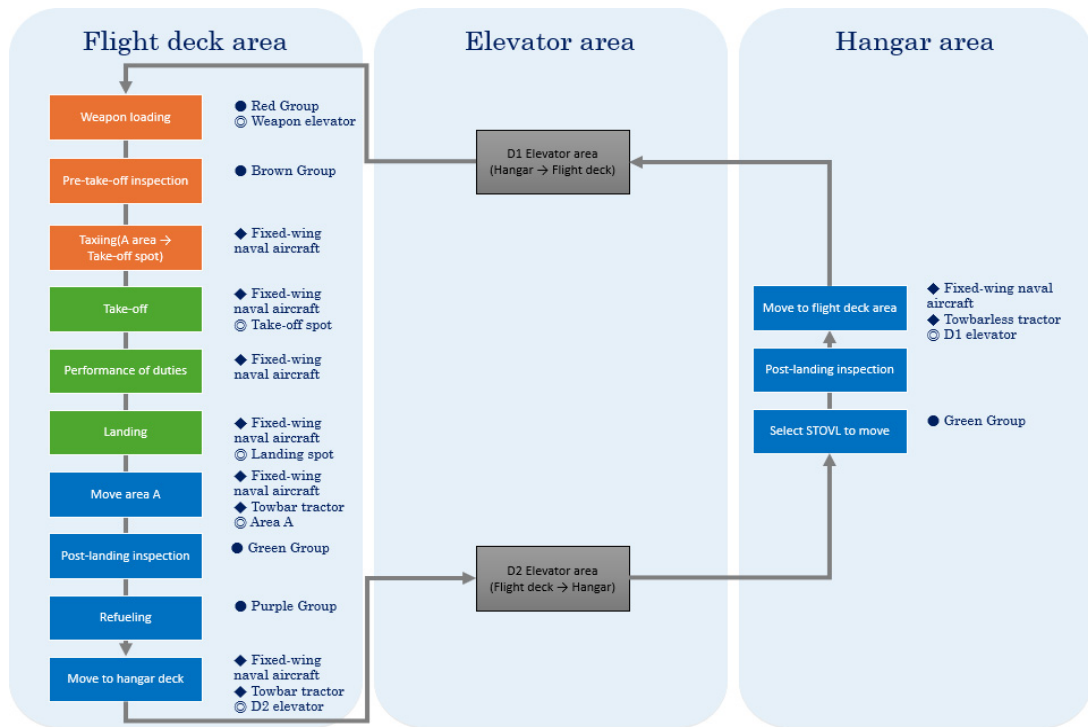 Flight deck area
Weapon loading
● Red Group
◎ Weapon elevator
Pre-take-off inspection
● Brown Group
Taxiing(A area →
Take-off spot)
◆ Fixed-wing
naval aircraft
Take-off
◆ Fixed-wing
naval aircraft
◎ Take-off spot
Performance of duties
◆ Fixed-wing
naval aircraft
Landing
◆ Fixed-wing
naval aircraft
◎ Landing spot
Move area A
◆ Fixed-wing
naval aircraft
◆ Towbar tractor
◎ Area A
Post-landing inspection
● Green Group
Refueling
● Purple Group
Move to hangar deck
◆ Fixed-wing
naval aircraft
◆ Towbar tractor
◎ D2 elevator
Elevator area
D1 Elevator area
(Hangar → Flight deck)
D2 Elevator area
(Flight deck → Hangar)
Hangar area
Move to flight deck area
◆ Fixed-wing naval
aircraft
◆ Towbarless tractor
◎ D1 elevator
Post-landing inspection
Select STOVL to move
● Green Group